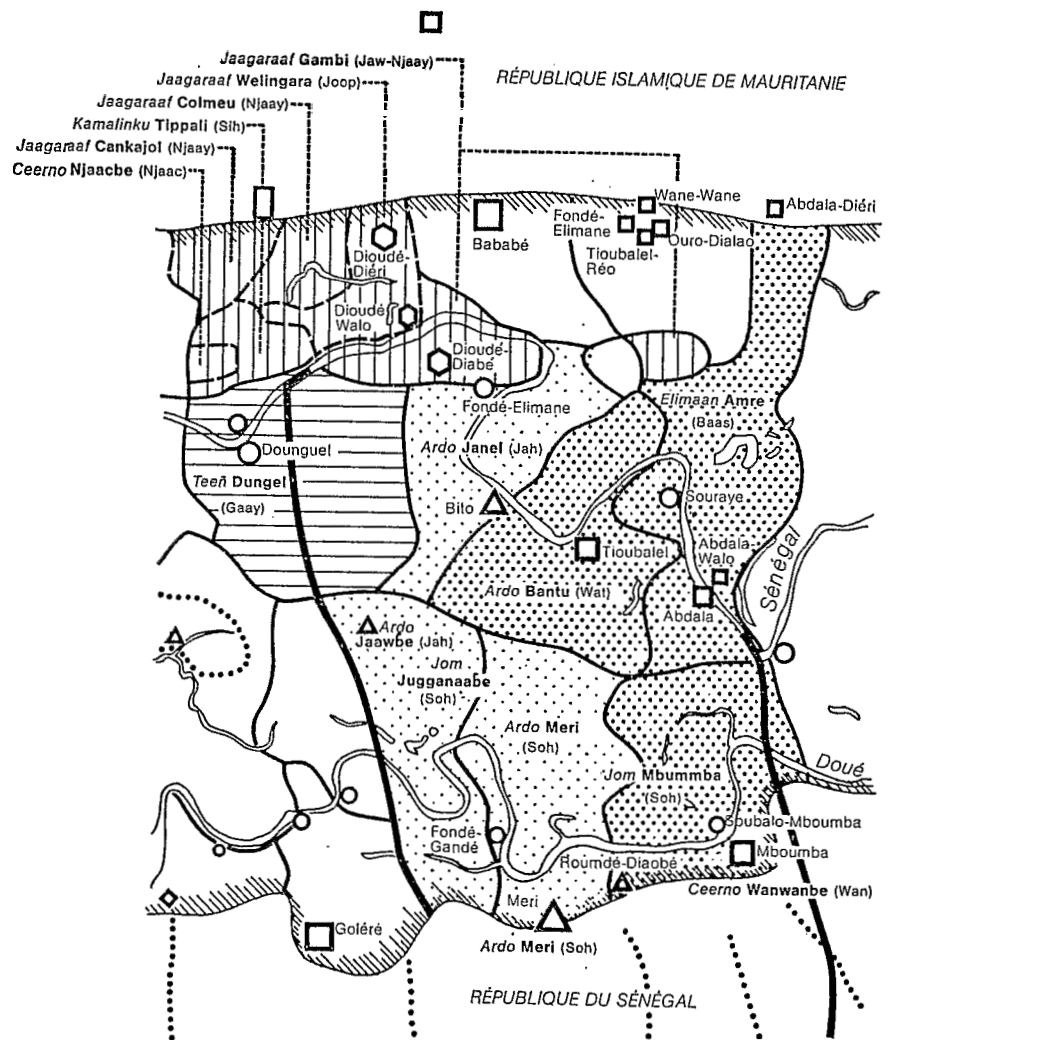 Jaagaraaf Gambi (Jaw-Njaay)
RÉPUBLIQUE ISLAMIQUE DE MAURITANIE
Jaagaraaf Welingara (Joop)
Jaagaraaf Colmeu (Njaay)
Kamalinku Tippali (Sih)
Jaagaraaf Cankajol (Njaay)
Ceerno Njaacbe (Njaac)
Wane-Wane
Abdala-Diéri
Fondé-
Elimane
Bababé
Ouro-Dialao
Tioubalel-
Réo
Dioudé-
Diéri
Dioudé
Walo
Dioudé-
Diabé
Fondé-Elimane
Elimaan Amre
(Baas)
Ardo Janel (Jah)
Dounguel
Teeñ Dungel
(Gaay)
Bito
Souraye
Tioubalel
Abdala-
Walo
Sénégal
Ardo Bantu (Wat)
Abdala
Ardo
Jaawbe (Jah)
Jom
Jugganaabe
(Soh)
Ardo Meri
(Soh)
Doué
Jom Mbummba
(Soh)
Soubalo-Mboumba
Fondé-
Gandé
Mboumba
Roumdé-Diaobé
Ceerno Wanwanbe (Wan)
Meri
Goléré
Ardo Meri (Soh)
RÉPUBLIQUE DU SÉNÉGAL